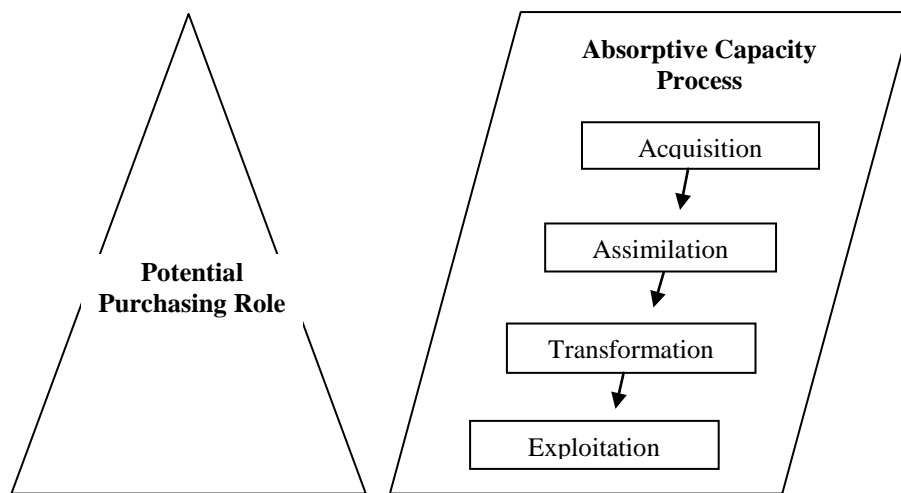 Potential
Purchasing Role
Absorptive Capacity
Process
Acquisition
Assimilation
Transformation
Exploitation